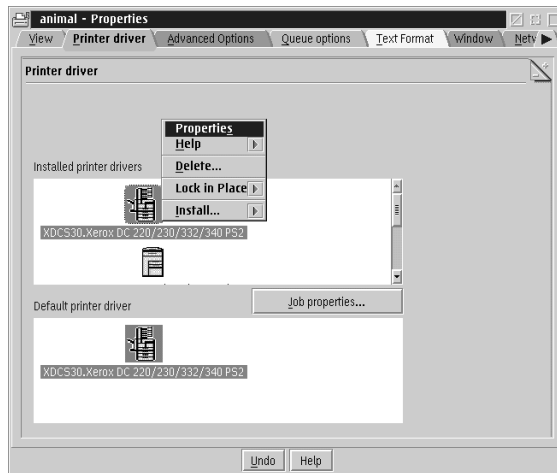 animal - Properties
View Printer driver Advanced Options Queue options Text Format Window
Printer driver
Properties
Help
Installed printer drivers
Delete...
Lock in Place
Install...
XDCS30.Xerox DC 220/230/332/340 PS2
Default printer driver
Job properties...
XDCS30.Xerox DC 220/230/332/340 PS2
Undo Help